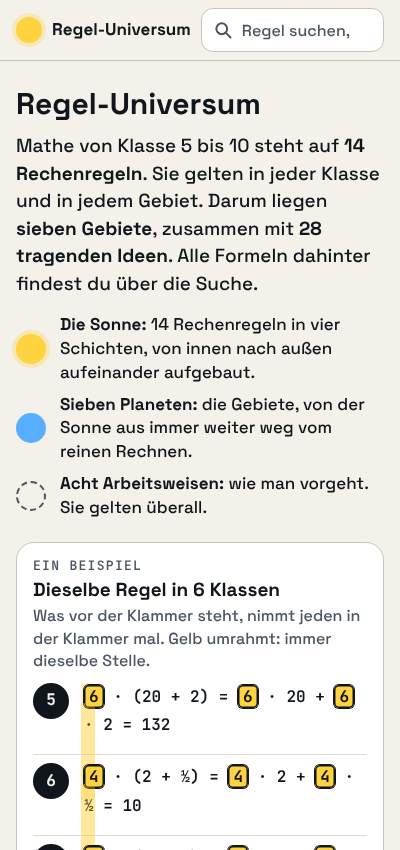 Regel-Universum
Regel suchen,
Regel-Universum
Mathe von Klasse 5 bis 10 steht auf 14
Rechenregeln. Sie gelten in jeder Klasse
und in jedem Gebiet. Darum liegen
sieben Gebiete, zusammen mit 28
tragenden Ideen. Alle Formeln dahinter
findest du über die Suche.
Die Sonne: 14 Rechenregeln in vier
Schichten, von innen nach außen
aufeinander aufgebaut.
Sieben Planeten: die Gebiete, von der
Sonne aus immer weiter weg vom
reinen Rechnen.
Acht Arbeitsweisen: wie man vorgeht.
Sie gelten überall.
EIN BEISPIEL
Dieselbe Regel in 6 Klassen
Was vor der Klammer steht, nimmt jeden in
der Klammer mal. Gelb umrahmt: immer
dieselbe Stelle.
5 6 · (20 + 2) = 6 · 20 + 6
· 2 = 132
6 4 · (2 + ½) = 4 · 2 + 4 ·
½ = 10